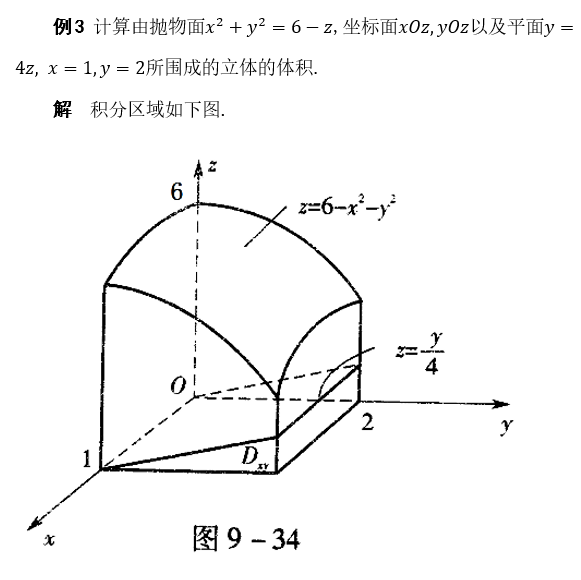 例3 计算由抛物面x² + y² = 6 − z, 坐标面xOz, yOz以及平面y =
4z, x = 1, y = 2所围成的立体的体积.
解 积分区域如下图.
z
6
z=6−x²−y²
z=y/4
O
2
y
1
D_xy
x
图 9 − 34